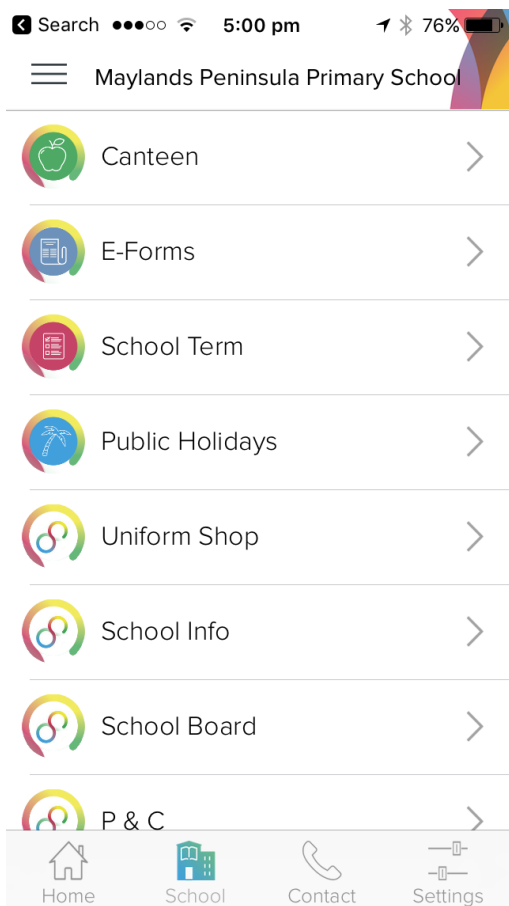 Search 5:00 pm 76%
Maylands Peninsula Primary School
Canteen
E-Forms
School Term
Public Holidays
Uniform Shop
School Info
School Board
P & C
Home School Contact Settings